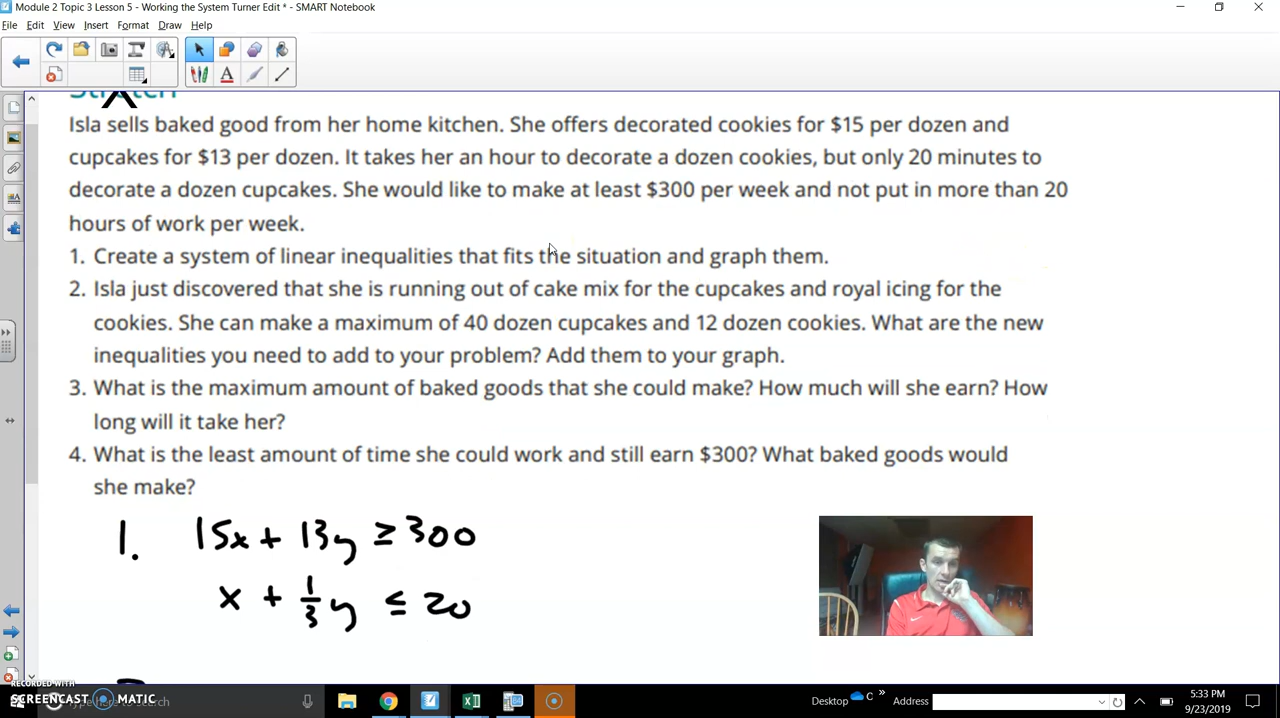 Module 2 Topic 3 Lesson 5 - Working the System Turner Edit * - SMART Notebook
File Edit View Insert Format Draw Help
Stretch
Isla sells baked good from her home kitchen. She offers decorated cookies for $15 per dozen and
cupcakes for $13 per dozen. It takes her an hour to decorate a dozen cookies, but only 20 minutes to
decorate a dozen cupcakes. She would like to make at least $300 per week and not put in more than 20
hours of work per week.
1. Create a system of linear inequalities that fits the situation and graph them.
2. Isla just discovered that she is running out of cake mix for the cupcakes and royal icing for the
cookies. She can make a maximum of 40 dozen cupcakes and 12 dozen cookies. What are the new
inequalities you need to add to your problem? Add them to your graph.
3. What is the maximum amount of baked goods that she could make? How much will she earn? How
long will it take her?
4. What is the least amount of time she could work and still earn $300? What baked goods would
she make?
1. 15x + 13y ≥ 300
x + 1/3 y ≤ 20
RECORDED WITH
SCREENCAST MATIC
here to search
Desktop
Address
5:33 PM
9/23/2019